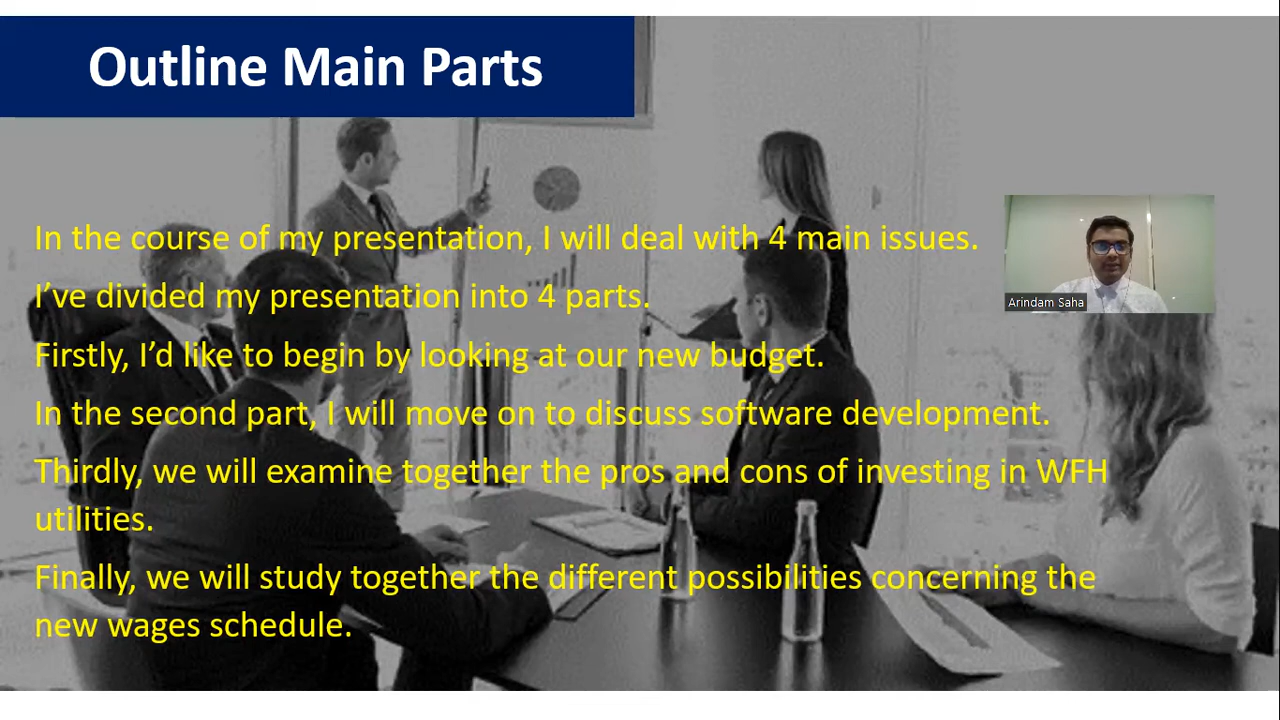 Outline Main Parts
In the course of my presentation, I will deal with 4 main issues.
I’ve divided my presentation into 4 parts.
Arindam Saha
Firstly, I’d like to begin by looking at our new budget.
In the second part, I will move on to discuss software development.
Thirdly, we will examine together the pros and cons of investing in WFH
utilities.
Finally, we will study together the different possibilities concerning the
new wages schedule.